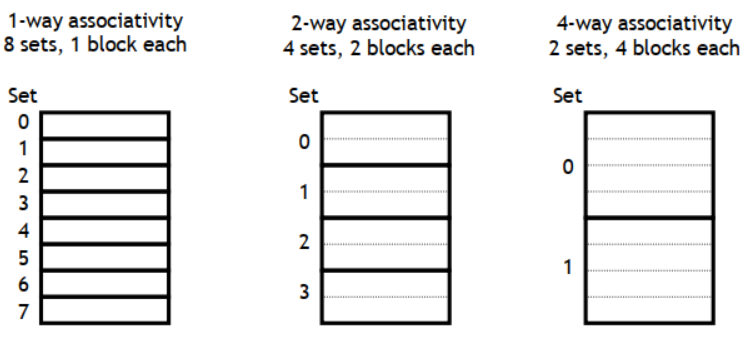 1-way associativity
8 sets, 1 block each
Set
0
1
2
3
4
5
6
7
2-way associativity
4 sets, 2 blocks each
Set
0
1
2
3
4-way associativity
2 sets, 4 blocks each
Set
0
1